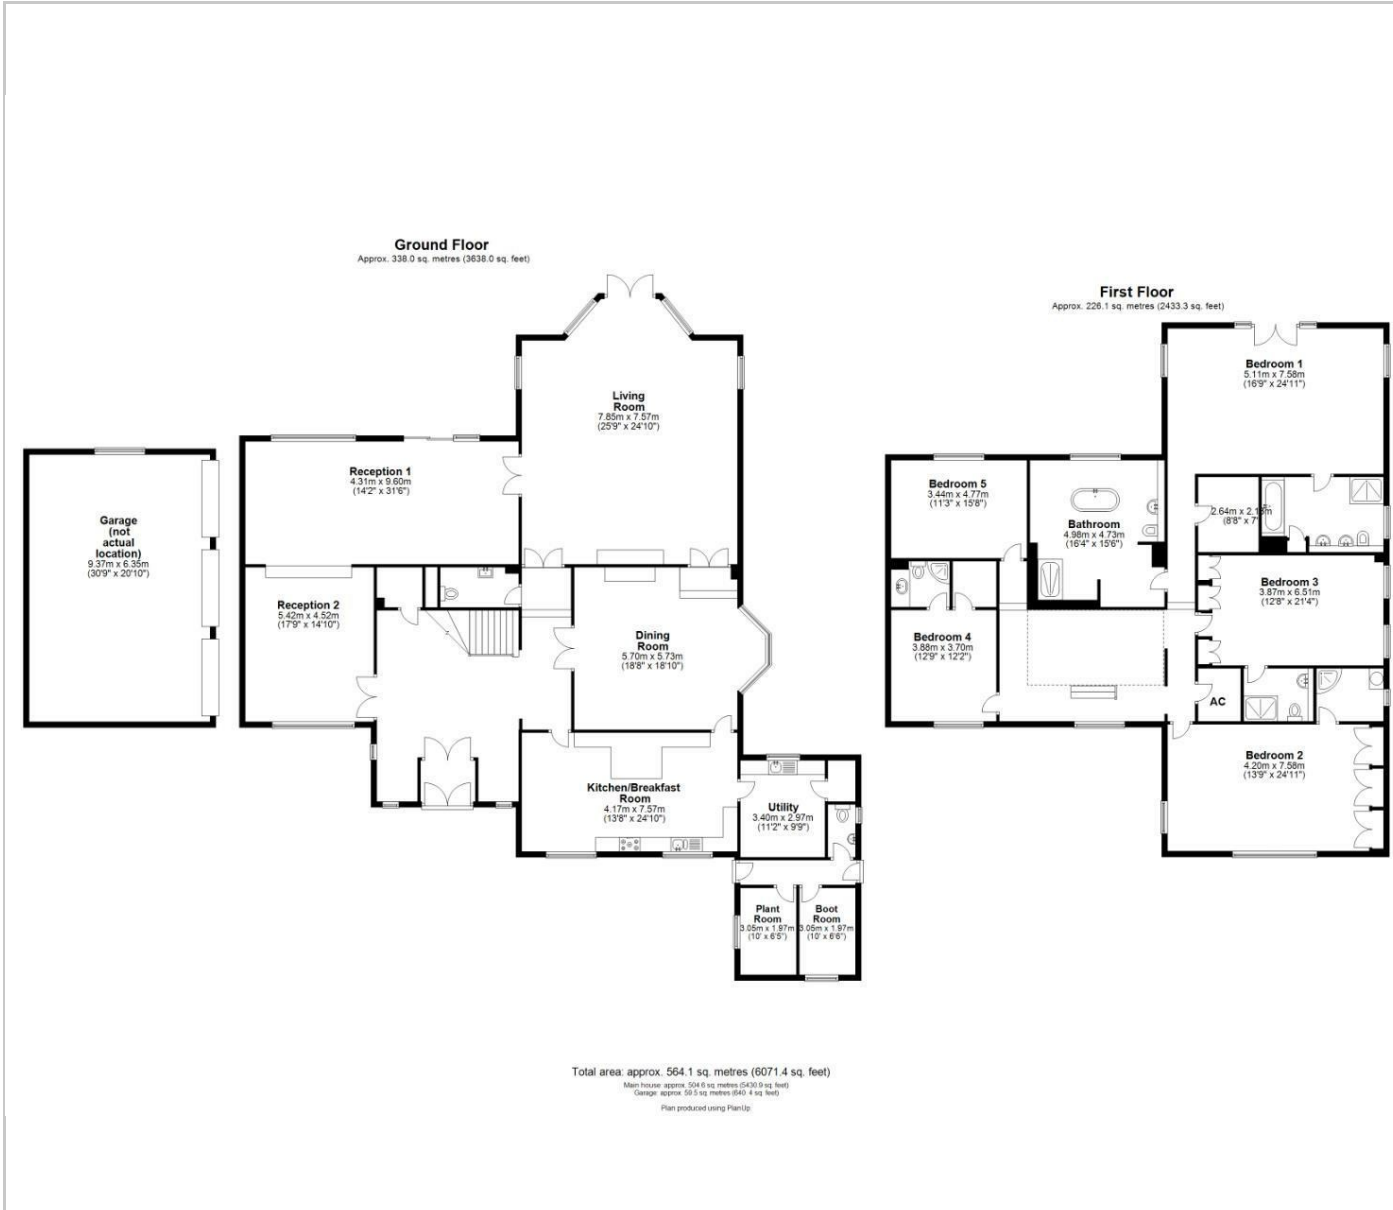 Ground Floor
Approx. 338.0 sq. metres (3638.0 sq. feet)
Living
Room
7.85m x 7.57m
(25'9" x 24'10")
Reception 1
4.31m x 9.60m
(14'2" x 31'6")
Garage
(not
actual
location)
9.37m x 6.35m
(30'9" x 20'10")
Reception 2
5.42m x 4.52m
(17'9" x 14'10")
Dining
Room
5.70m x 5.73m
(18'8" x 18'10")
Kitchen/Breakfast
Room
4.17m x 7.57m
(13'8" x 24'10")
Utility
3.40m x 2.97m
(11'2" x 9'9")
Plant
Room
3.05m x 1.97m
(10' x 6'5")
Boot
Room
3.05m x 1.97m
(10' x 6'6")
First Floor
Approx. 226.1 sq. metres (2433.3 sq. feet)
Bedroom 1
5.11m x 7.58m
(16'9" x 24'11")
Bedroom 5
3.44m x 4.77m
(11'3" x 15'8")
Bathroom
4.98m x 4.73m
(16'4" x 15'6")
2.64m x
(8'8" x 7'
Bedroom 3
3.87m x 6.51m
(12'8" x 21'4")
Bedroom 4
3.88m x 3.70m
(12'9" x 12'2")
AC
Bedroom 2
4.20m x 7.58m
(13'9" x 24'11")
Total area: approx. 564.1 sq. metres (6071.4 sq. feet)
Main house: approx. 504.6 sq. metres (5430.9 sq. feet)
Garage: approx. 59.5 sq. metres (640.4 sq. feet)
Plan produced using PlanUp.